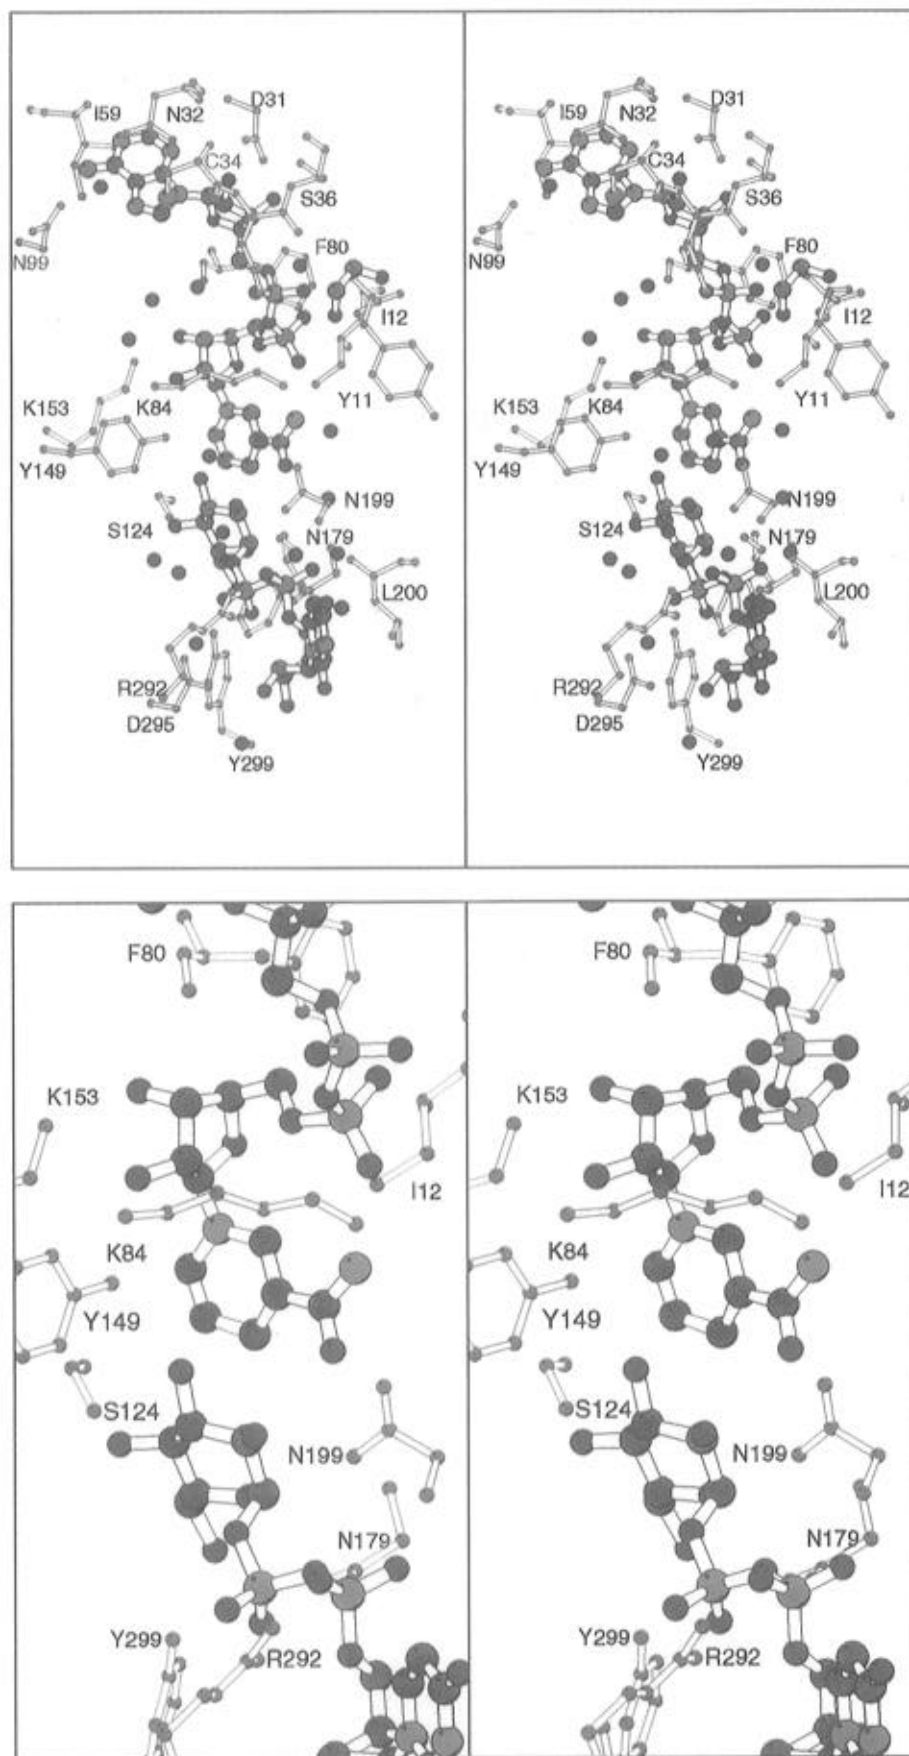 I59 N32 D31
C34
S36
N99
F80
I12
K153 K84 Y11
Y149
N199
S124
N179
L200
R292
D295
Y299
I59 N32 D31
C34
S36
N99
F80
I12
K153 K84 Y11
Y149
N199
S124
N179
L200
R292
D295
Y299
F80
K153
I12
K84
Y149
S124
N199
N179
Y299
R292
F80
K153
I12
K84
Y149
S124
N199
N179
Y299
R292